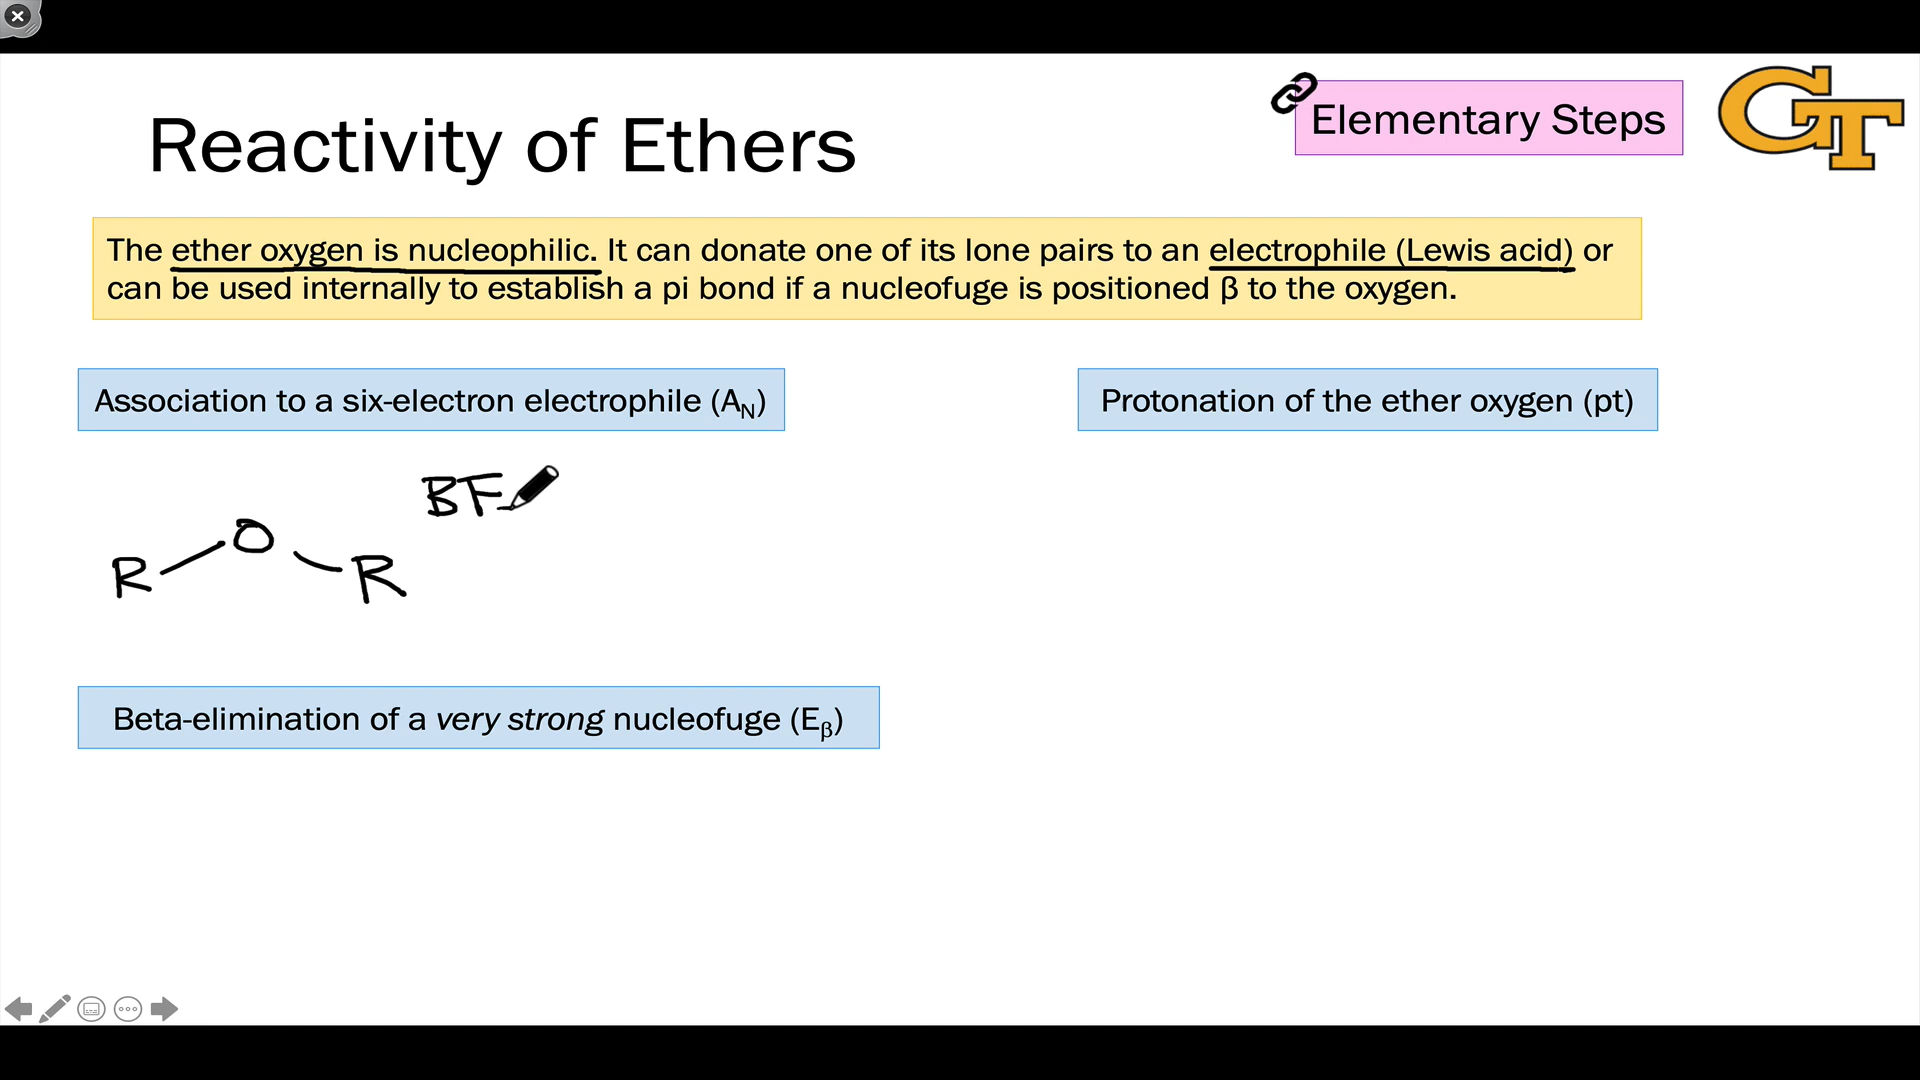 Reactivity of Ethers
Elementary Steps
GT
The ether oxygen is nucleophilic. It can donate one of its lone pairs to an electrophile (Lewis acid) or
can be used internally to establish a pi bond if a nucleofuge is positioned β to the oxygen.
Association to a six-electron electrophile (AN)
Protonation of the ether oxygen (pt)
BF
R O R
Beta-elimination of a very strong nucleofuge (Eβ)